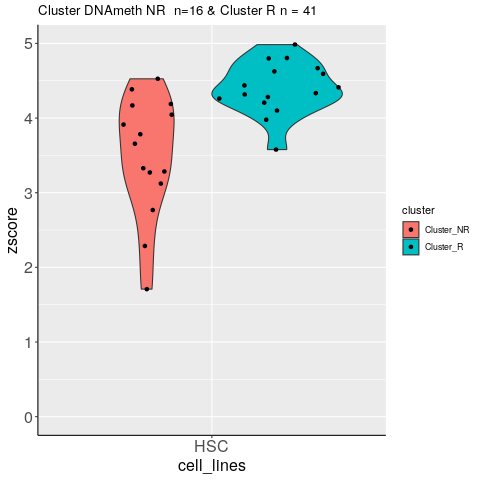 Cluster DNAmeth NR  n=16 & Cluster R n = 41
5
4
3
2
1
0
zscore
HSC
cell_lines
cluster
Cluster_NR
Cluster_R